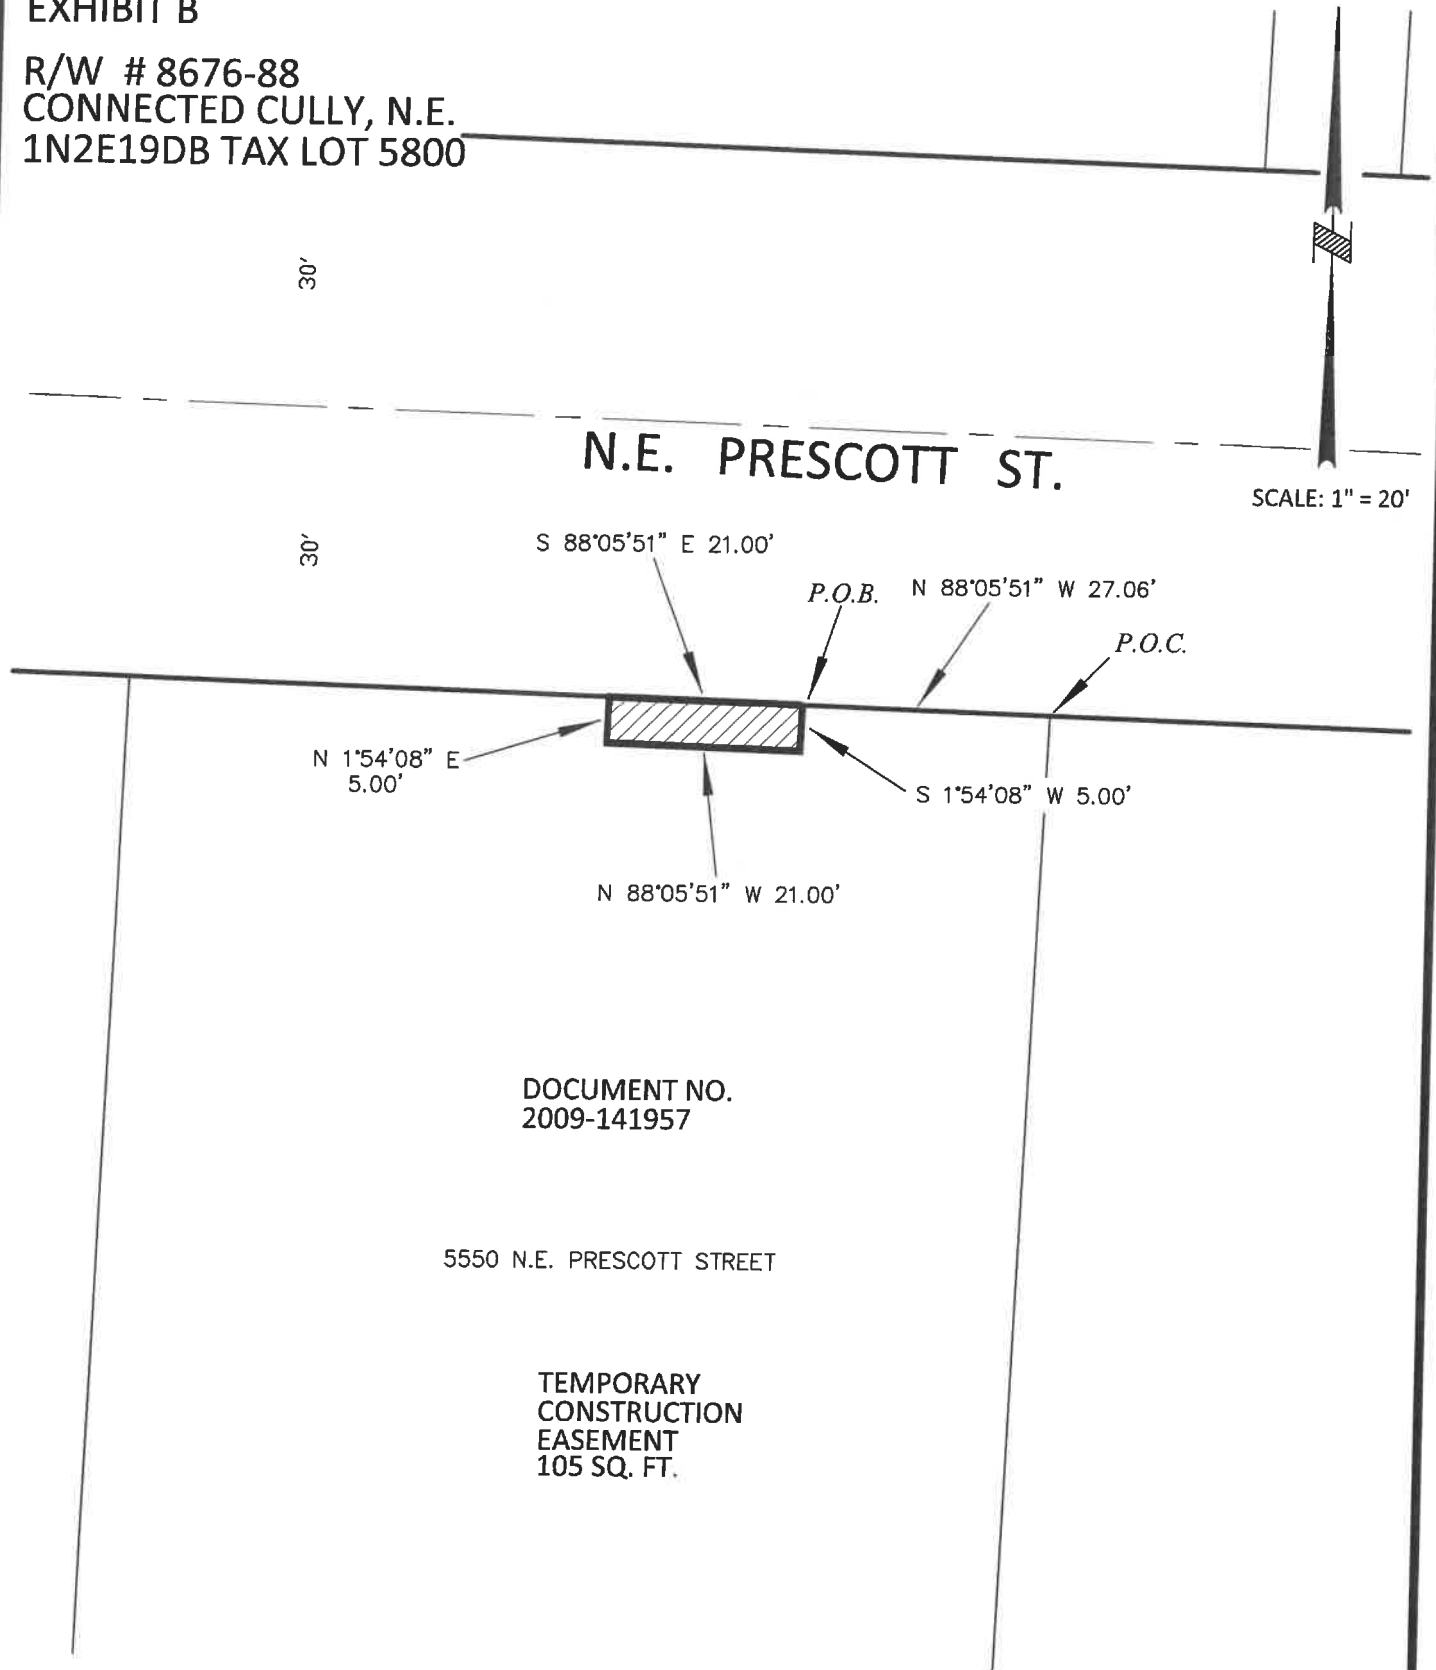 EXHIBIT B
R/W # 8676-88
CONNECTED CULLY, N.E.
1N2E19DB TAX LOT 5800
30'
N.E. PRESCOTT ST.
SCALE: 1" = 20'
30'
S 88°05'51" E 21.00'
P.O.B.
N 88°05'51" W 27.06'
P.O.C.
N 1°54'08" E
5.00'
S 1°54'08" W 5.00'
N 88°05'51" W 21.00'
DOCUMENT NO.
2009-141957
5550 N.E. PRESCOTT STREET
TEMPORARY
CONSTRUCTION
EASEMENT
105 SQ. FT.